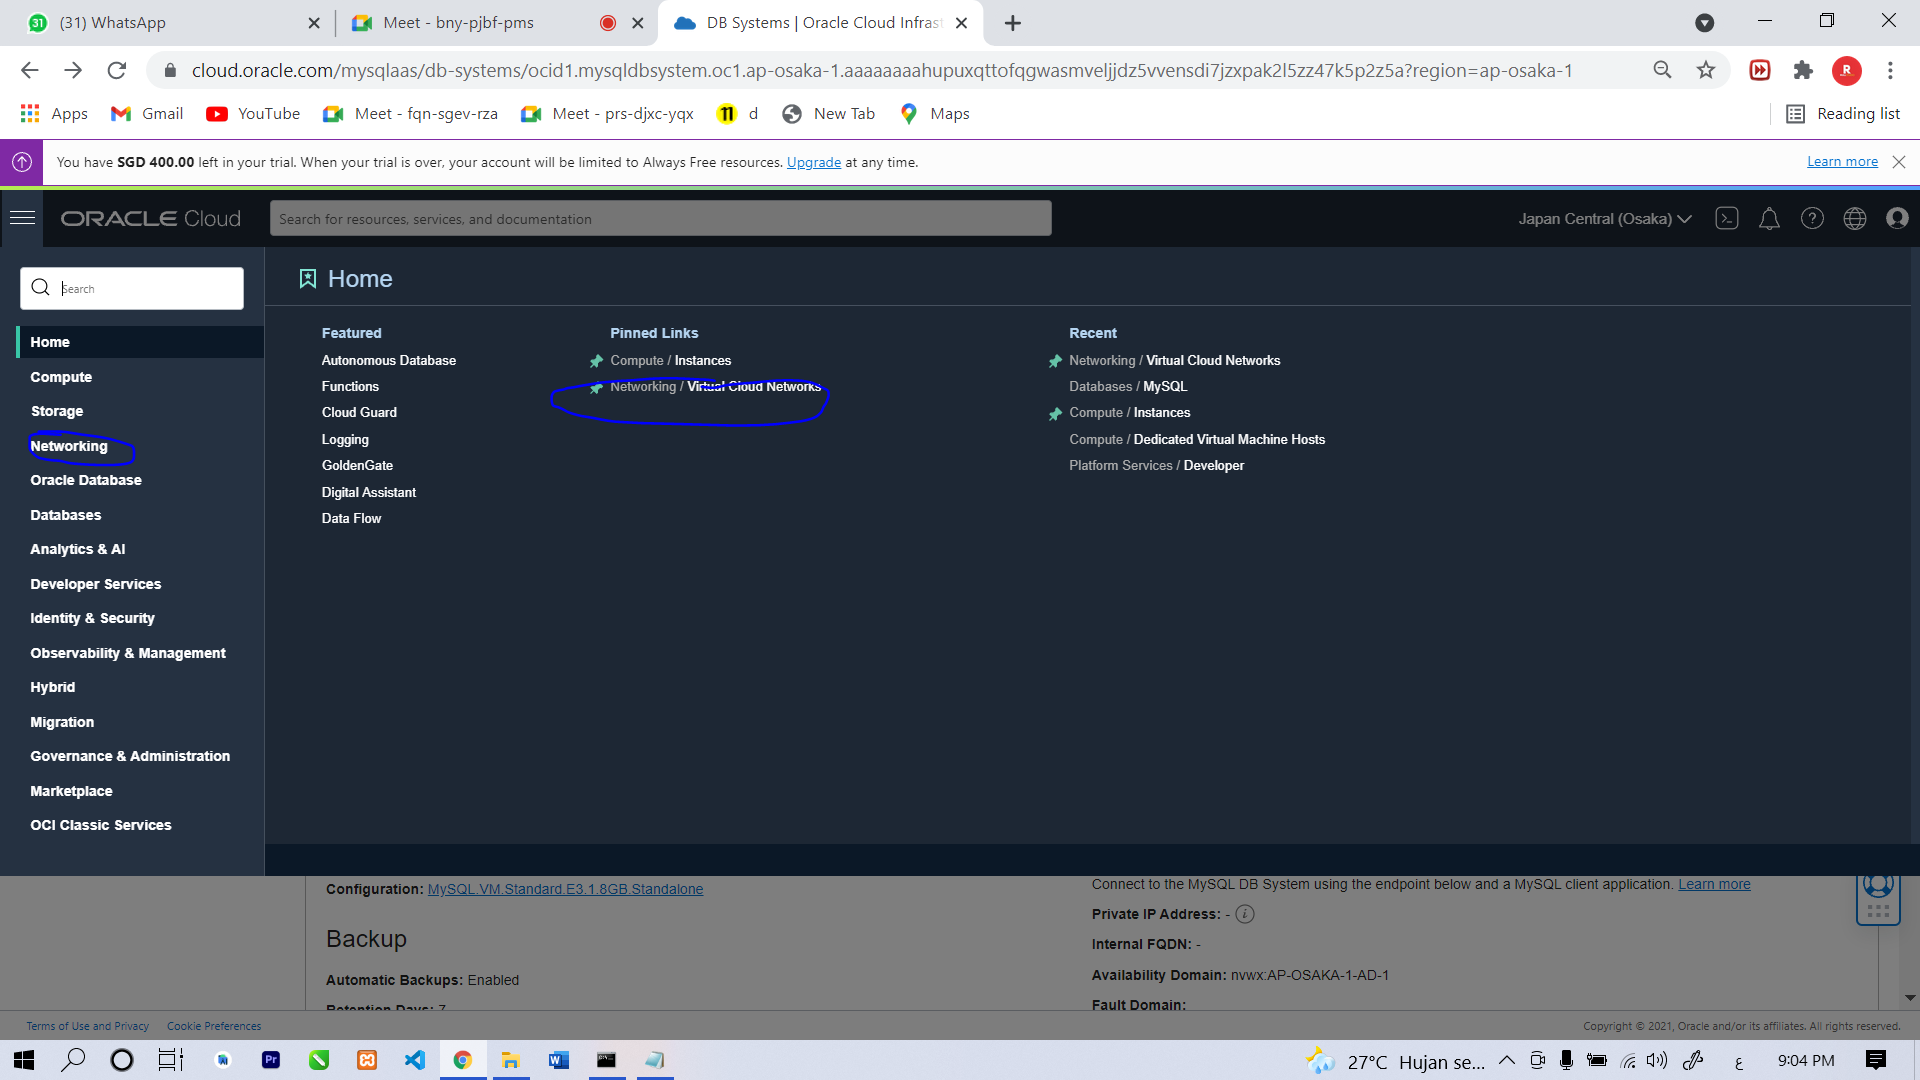 (31) WhatsApp
Meet - bny-pjbf-pms
DB Systems | Oracle Cloud Infrast
cloud.oracle.com/mysqlaas/db-systems/ocid1.mysqldbsystem.oc1.ap-osaka-1.aaaaaaaahupuxqttofqgwasmveljjdz5vvensdi7jzxpak2l5zz47k5p2z5a?region=ap-osaka-1
R
Apps
Gmail
YouTube
Meet - fqn-sgev-rza
Meet - prs-djxc-yqx
d
New Tab
Maps
Reading list
You have SGD 400.00 left in your trial. When your trial is over, your account will be limited to Always Free resources. Upgrade at any time.
Learn more
ORACLE Cloud
Search for resources, services, and documentation
Japan Central (Osaka)
Search
Home
Compute
Storage
Networking
Oracle Database
Databases
Analytics & AI
Developer Services
Identity & Security
Observability & Management
Hybrid
Migration
Governance & Administration
Marketplace
OCI Classic Services
Home
Featured
Autonomous Database
Functions
Cloud Guard
Logging
GoldenGate
Digital Assistant
Data Flow
Pinned Links
Compute / Instances
Networking / Virtual Cloud Networks
Recent
Networking / Virtual Cloud Networks
Databases / MySQL
Compute / Instances
Compute / Dedicated Virtual Machine Hosts
Platform Services / Developer
Configuration: MySQL.VM.Standard.E3.1.8GB.Standalone
Backup
Automatic Backups: Enabled
Retention Days: 7
Connect to the MySQL DB System using the endpoint below and a MySQL client application. Learn more
Private IP Address: -
Internal FQDN: -
Availability Domain: nvwx:AP-OSAKA-1-AD-1
Fault Domain:
Terms of Use and Privacy
Cookie Preferences
Copyright © 2021, Oracle and/or its affiliates. All rights reserved.
Pr
27°C Hujan se...
ع
9:04 PM